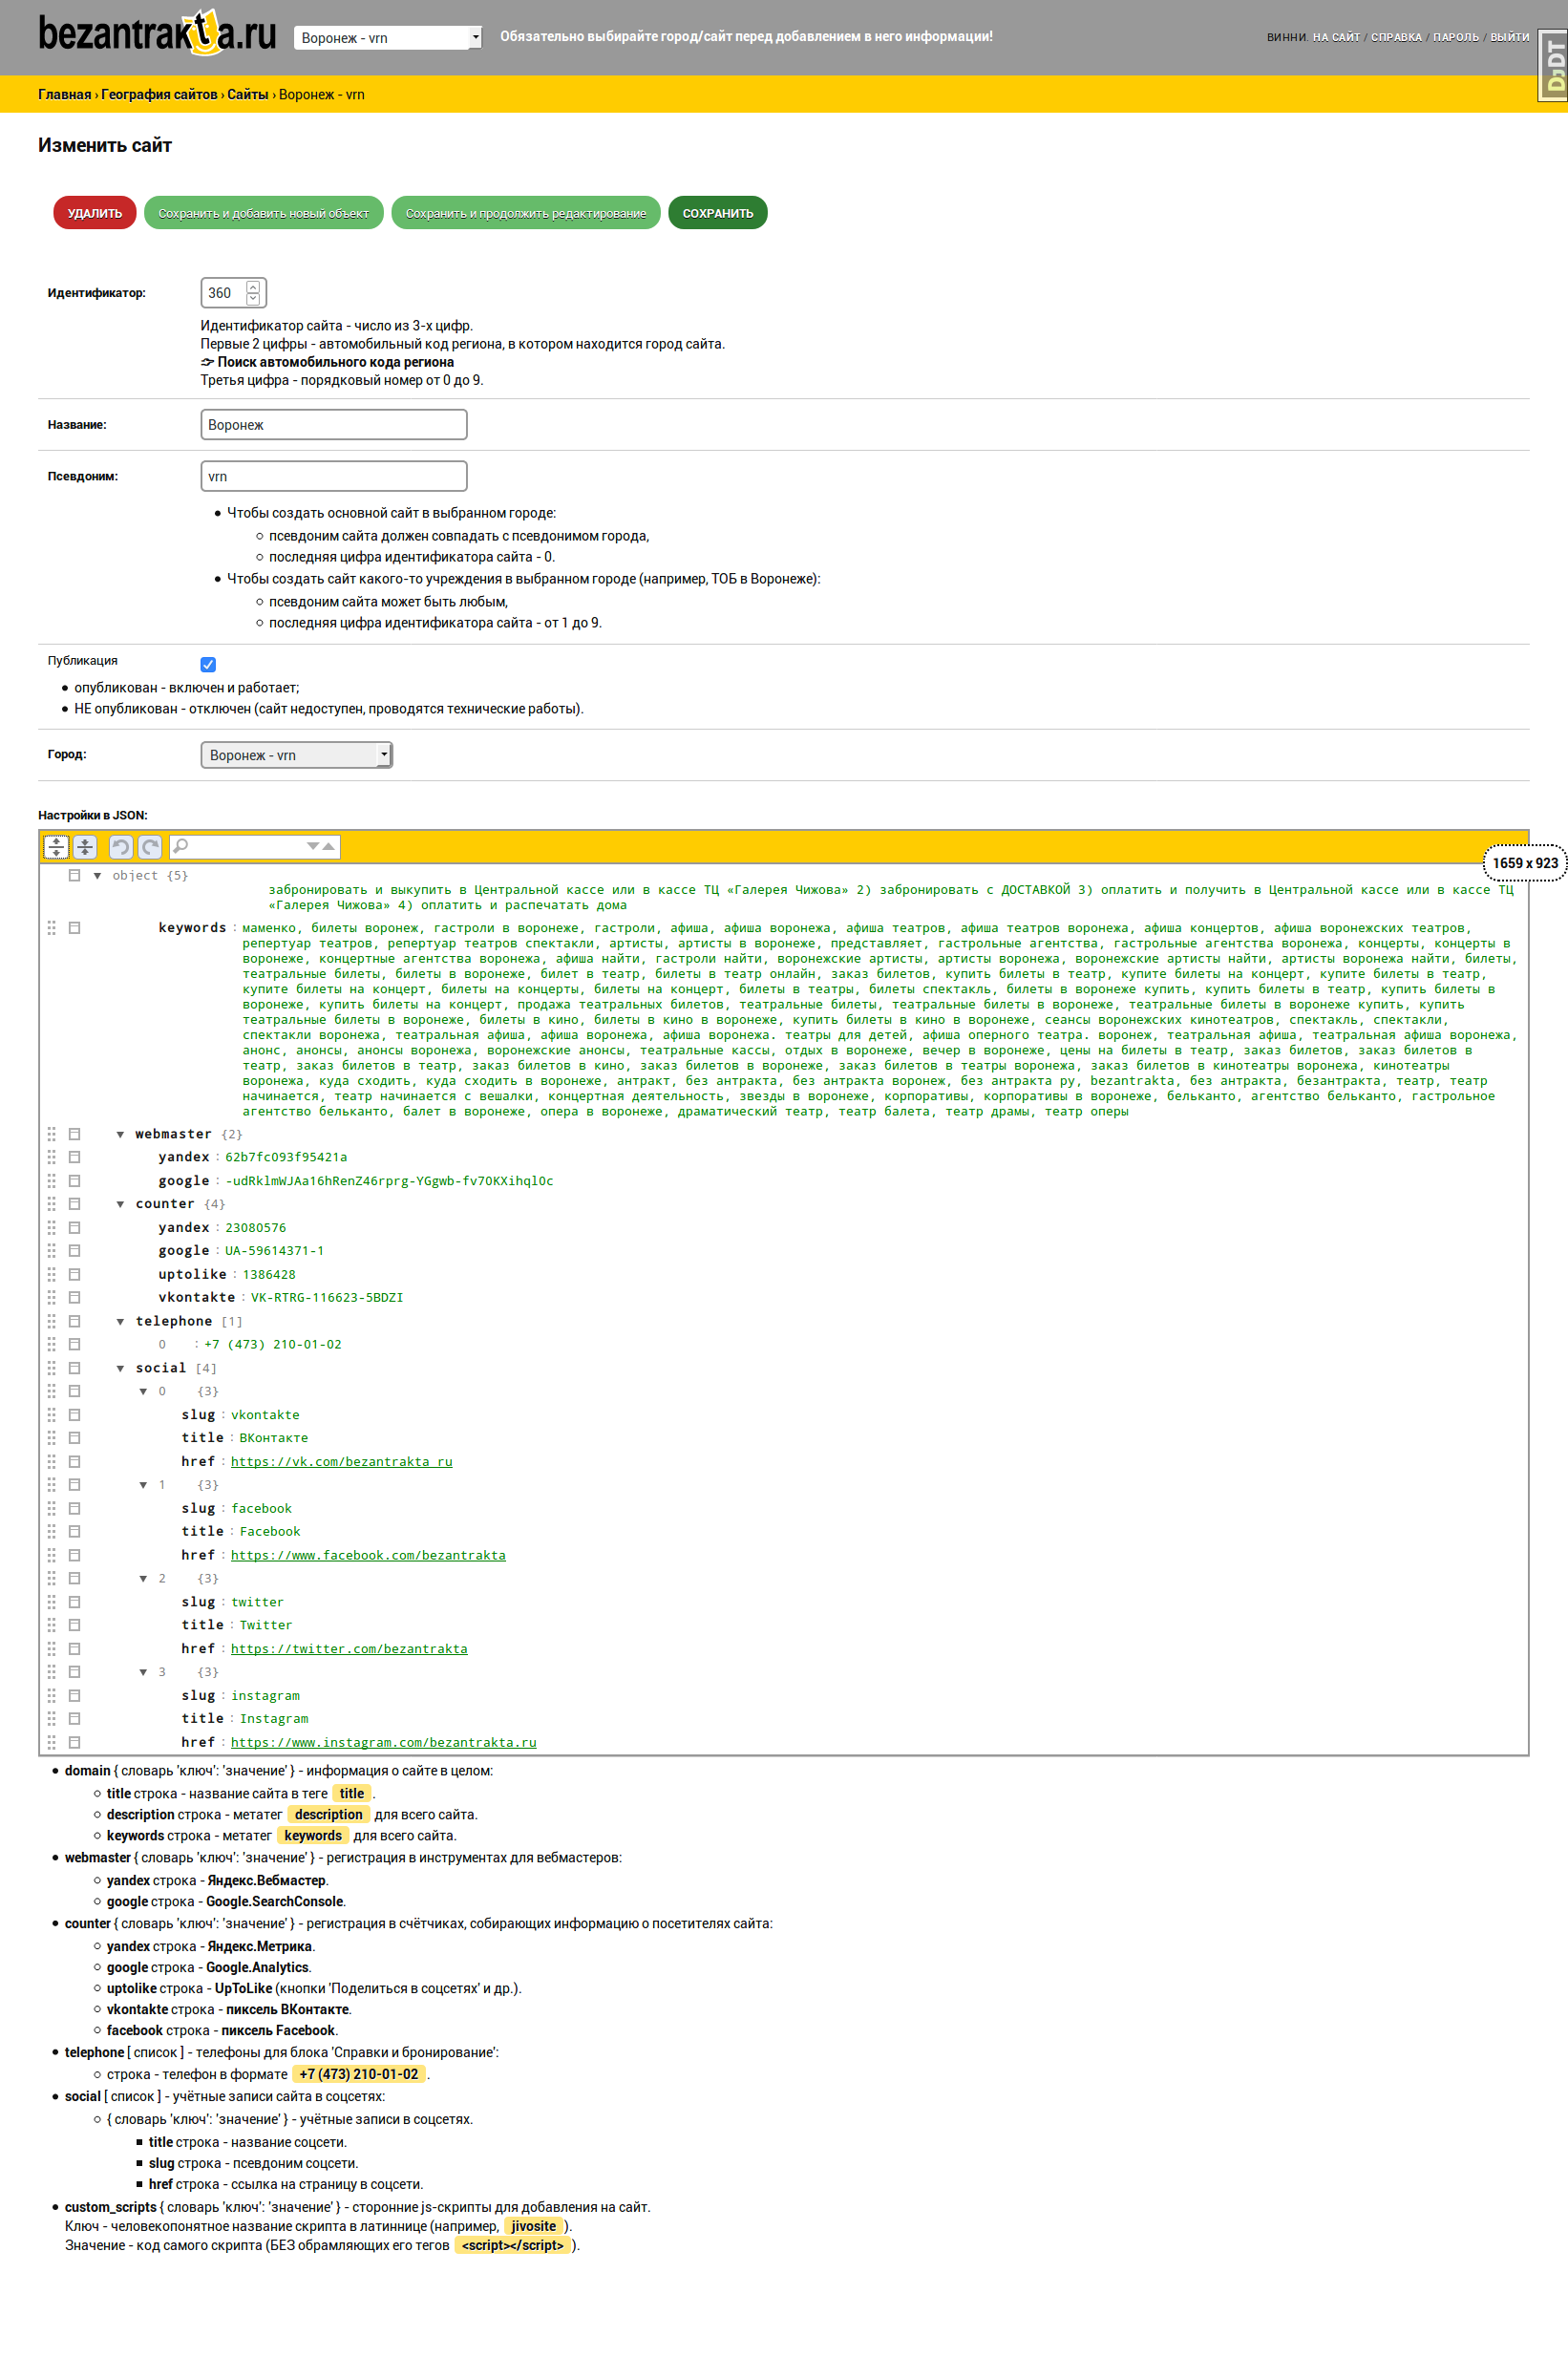 bezantrakta.ru
Воронеж - vrn
Обязательно выбирайте город/сайт перед добавлением в него информации!
ВИННИ. НА САЙТ / СПРАВКА / ПАРОЛЬ / ВЫЙТИ
DjDT
Главная › География сайтов › Сайты › Воронеж - vrn
Изменить сайт
УДАЛИТЬ
Сохранить и добавить новый объект
Сохранить и продолжить редактирование
СОХРАНИТЬ
Идентификатор:
360
Идентификатор сайта - число из 3-х цифр.
Первые 2 цифры - автомобильный код региона, в котором находится город сайта.
👉 Поиск автомобильного кода региона
Третья цифра - порядковый номер от 0 до 9.
Название:
Воронеж
Псевдоним:
vrn
Чтобы создать основной сайт в выбранном городе:
псевдоним сайта должен совпадать с псевдонимом города,
последняя цифра идентификатора сайта - 0.
Чтобы создать сайт какого-то учреждения в выбранном городе (например, ТОБ в Воронеже):
псевдоним сайта может быть любым,
последняя цифра идентификатора сайта - от 1 до 9.
Публикация
опубликован - включен и работает;
НЕ опубликован - отключен (сайт недоступен, проводятся технические работы).
Город:
Воронеж - vrn
Настройки в JSON:
1659 x 923
object {5}
забронировать и выкупить в Центральной кассе или в кассе ТЦ «Галерея Чижова» 2) забронировать с ДОСТАВКОЙ 3) оплатить и получить в Центральной кассе или в кассе ТЦ
«Галерея Чижова» 4) оплатить и распечатать дома
keywords : маменко, билеты воронеж, гастроли в воронеже, гастроли, афиша, афиша воронежа, афиша театров, афиша театров воронежа, афиша концертов, афиша воронежских театров,
репертуар театров, репертуар театров спектакли, артисты, артисты в воронеже, представляет, гастрольные агентства, гастрольные агентства воронежа, концерты, концерты в
воронеже, концертные агентства воронежа, афиша найти, гастроли найти, воронежские артисты, артисты воронежа, воронежские артисты найти, артисты воронежа найти, билеты,
театральные билеты, билеты в воронеже, билет в театр, билеты в театр онлайн, заказ билетов, купить билеты в театр, купите билеты на концерт, купите билеты в театр,
купите билеты на концерт, билеты на концерты, билеты на концерт, билеты в театры, билеты спектакль, билеты в воронеже купить, купить билеты в театр, купить билеты в
воронеже, купить билеты на концерт, продажа театральных билетов, театральные билеты, театральные билеты в воронеже, театральные билеты в воронеже купить, купить
театральные билеты в воронеже, билеты в кино, билеты в кино в воронеже, купить билеты в кино в воронеже, сеансы воронежских кинотеатров, спектакль, спектакли,
спектакли воронежа, театральная афиша, афиша воронежа, афиша воронежа. театры для детей, афиша оперного театра. воронеж, театральная афиша, театральная афиша воронежа,
анонс, анонсы, анонсы воронежа, воронежские анонсы, театральные кассы, отдых в воронеже, вечер в воронеже, цены на билеты в театр, заказ билетов, заказ билетов в
театр, заказ билетов в театр, заказ билетов в кино, заказ билетов в воронеже, заказ билетов в театры воронежа, заказ билетов в кинотеатры воронежа, кинотеатры
воронежа, куда сходить, куда сходить в воронеже, антракт, без антракта, без антракта воронеж, без антракта ру, bezantrakta, без антракта, безантракта, театр, театр
начинается, театр начинается с вешалки, концертная деятельность, звезды в воронеже, корпоративы, корпоративы в воронеже, бельканто, агентство бельканто, гастрольное
агентство бельканто, балет в воронеже, опера в воронеже, драматический театр, театр балета, театр драмы, театр оперы
webmaster {2}
yandex : 62b7fc093f95421a
google : -udRklmWJAa16hRenZ46rprg-YGgwb-fv7OKXihqlOc
counter {4}
yandex : 23080576
google : UA-59614371-1
uptolike : 1386428
vkontakte : VK-RTRG-116623-5BDZI
telephone [1]
0 : +7 (473) 210-01-02
social [4]
0 {3}
slug : vkontakte
title : ВКонтакте
href : https://vk.com/bezantrakta_ru
1 {3}
slug : facebook
title : Facebook
href : https://www.facebook.com/bezantrakta
2 {3}
slug : twitter
title : Twitter
href : https://twitter.com/bezantrakta
3 {3}
slug : instagram
title : Instagram
href : https://www.instagram.com/bezantrakta.ru
domain { словарь 'ключ': 'значение' } - информация о сайте в целом:
title строка - название сайта в теге title .
description строка - метатег description для всего сайта.
keywords строка - метатег keywords для всего сайта.
webmaster { словарь 'ключ': 'значение' } - регистрация в инструментах для вебмастеров:
yandex строка - Яндекс.Вебмастер.
google строка - Google.SearchConsole.
counter { словарь 'ключ': 'значение' } - регистрация в счётчиках, собирающих информацию о посетителях сайта:
yandex строка - Яндекс.Метрика.
google строка - Google.Analytics.
uptolike строка - UpToLike (кнопки 'Поделиться в соцсетях' и др.).
vkontakte строка - пиксель ВКонтакте.
facebook строка - пиксель Facebook.
telephone [ список ] - телефоны для блока 'Справки и бронирование':
строка - телефон в формате +7 (473) 210-01-02 .
social [ список ] - учётные записи сайта в соцсетях:
{ словарь 'ключ': 'значение' } - учётные записи в соцсетях.
title строка - название соцсети.
slug строка - псевдоним соцсети.
href строка - ссылка на страницу в соцсети.
custom_scripts { словарь 'ключ': 'значение' } - сторонние js-скрипты для добавления на сайт.
Ключ - человекопонятное название скрипта в латиннице (например, jivosite ).
Значение - код самого скрипта (БЕЗ обрамляющих его тегов <script></script> ).